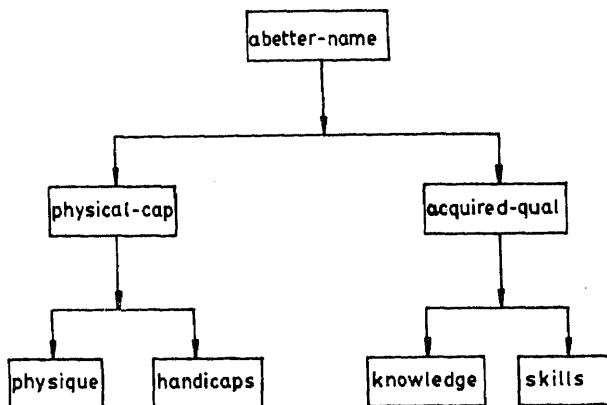 abetter-name
physical-cap
acquired-qual
physique
handicaps
knowledge
skills